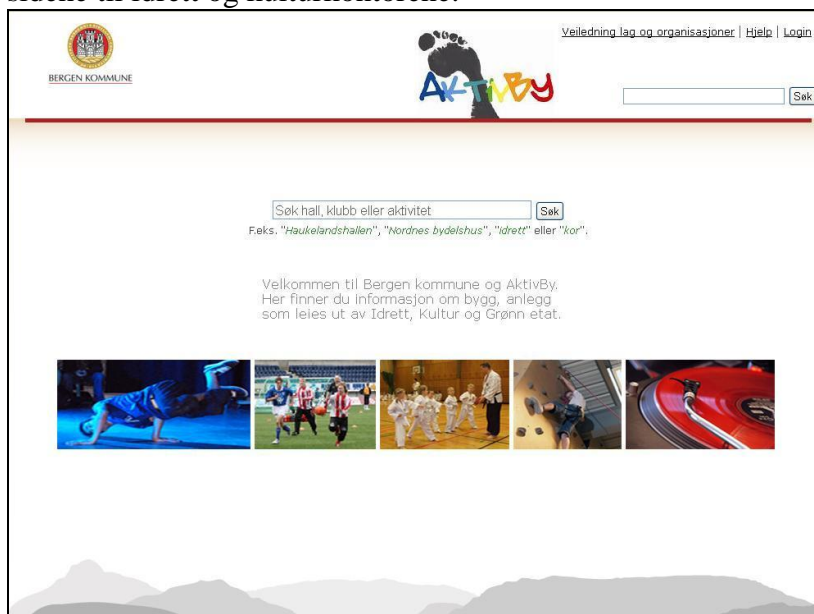 sidene til idrett og kulturkontorene.
Veiledning lag og organisasjoner | Hjelp | Login
BERGEN KOMMUNE
AKTiVBy
Søk
Søk hall, klubb eller aktivitet
Søk
F.eks. "Haukelandshallen", "Nordnes bydelshus", "idrett" eller "kor".
Velkommen til Bergen kommune og AktivBy.
Her finner du informasjon om bygg, anlegg
som leies ut av Idrett, Kultur og Grønn etat.